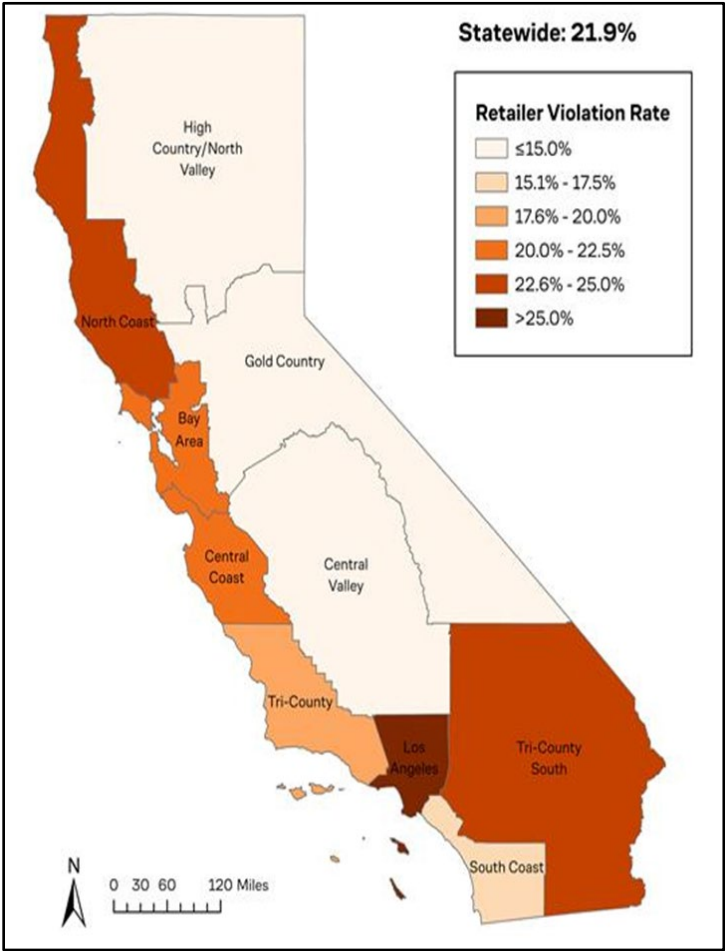 Statewide: 21.9%
Retailer Violation Rate
≤15.0%
15.1% - 17.5%
17.6% - 20.0%
20.0% - 22.5%
22.6% - 25.0%
>25.0%
High
Country/North
Valley
North Coast
Gold Country
Bay
Area
Central
Coast
Central
Valley
Tri-County
Los
Angeles
Tri-County
South
South Coast
N
0 30 60 120 Miles